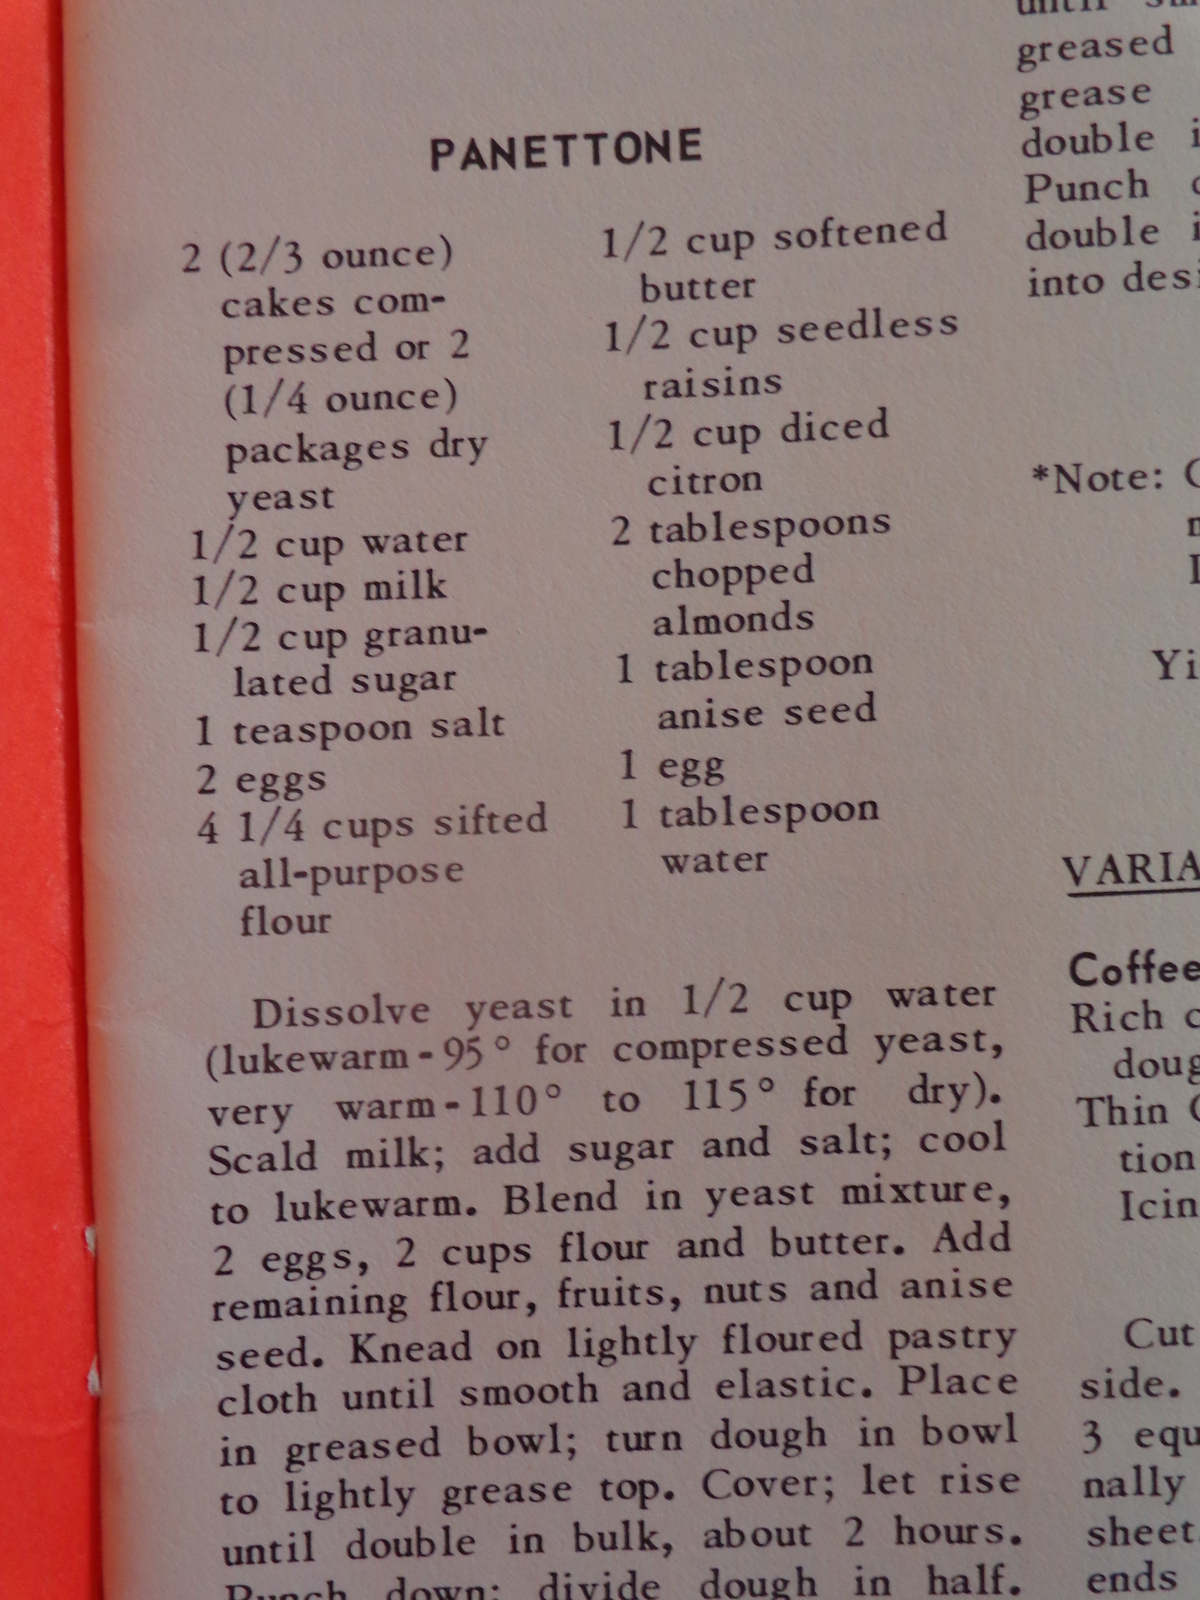 PANETTONE
2 (2/3 ounce)
cakes com-
pressed or 2
(1/4 ounce)
packages dry
yeast
1/2 cup water
1/2 cup milk
1/2 cup granu-
lated sugar
1 teaspoon salt
2 eggs
4 1/4 cups sifted
all-purpose
flour
1/2 cup softened
butter
1/2 cup seedless
raisins
1/2 cup diced
citron
2 tablespoons
chopped
almonds
1 tablespoon
anise seed
1 egg
1 tablespoon
water
Dissolve yeast in 1/2 cup water
(lukewarm-95° for compressed yeast,
very warm-110° to 115° for dry).
Scald milk; add sugar and salt; cool
to lukewarm. Blend in yeast mixture,
2 eggs, 2 cups flour and butter. Add
remaining flour, fruits, nuts and anise
seed. Knead on lightly floured pastry
cloth until smooth and elastic. Place
in greased bowl; turn dough in bowl
to lightly grease top. Cover; let rise
until double in bulk, about 2 hours.
Punch down; divide dough in half.
until
greased
grease
double
Punch
double
into
*Note:
Coffee
Rich
Thin
Cut
side.
3
nally
sheet
ends